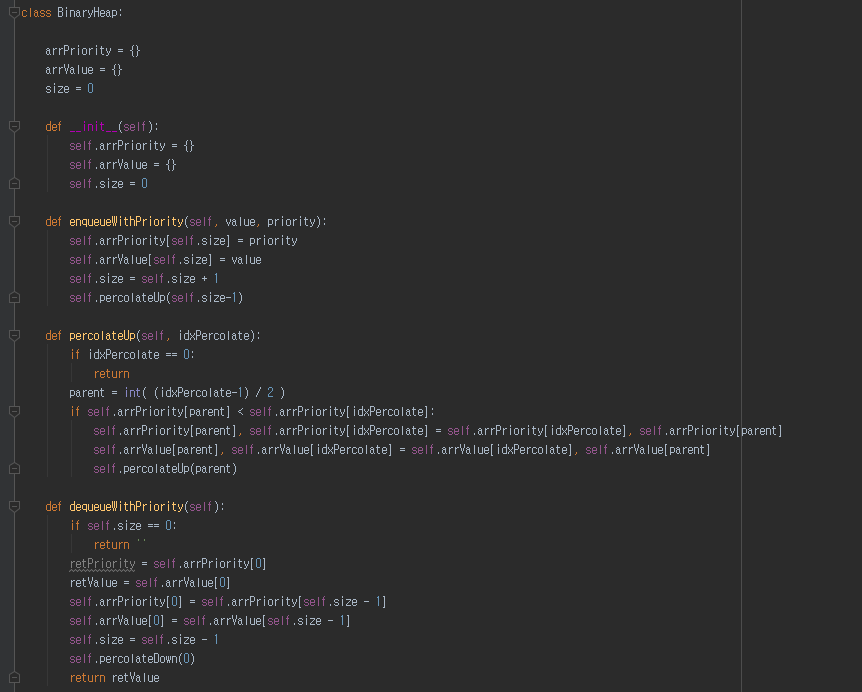 class BinaryHeap:
    arrPriority = {}
    arrValue = {}
    size = 0
    def __init__(self):
        self.arrPriority = {}
        self.arrValue = {}
        self.size = 0
    def enqueueWithPriority(self, value, priority):
        self.arrPriority[self.size] = priority
        self.arrValue[self.size] = value
        self.size = self.size + 1
        self.percolateUp(self.size-1)
    def percolateUp(self, idxPercolate):
        if idxPercolate == 0:
            return
        parent = int( (idxPercolate-1) / 2 )
        if self.arrPriority[parent] < self.arrPriority[idxPercolate]:
            self.arrPriority[parent], self.arrPriority[idxPercolate] = self.arrPriority[idxPercolate], self.arrPriority[parent]
            self.arrValue[parent], self.arrValue[idxPercolate] = self.arrValue[idxPercolate], self.arrValue[parent]
            self.percolateUp(parent)
    def dequeueWithPriority(self):
        if self.size == 0:
            return ''
        retPriority = self.arrPriority[0]
        retValue = self.arrValue[0]
        self.arrPriority[0] = self.arrPriority[self.size - 1]
        self.arrValue[0] = self.arrValue[self.size - 1]
        self.size = self.size - 1
        self.percolateDown(0)
        return retValue